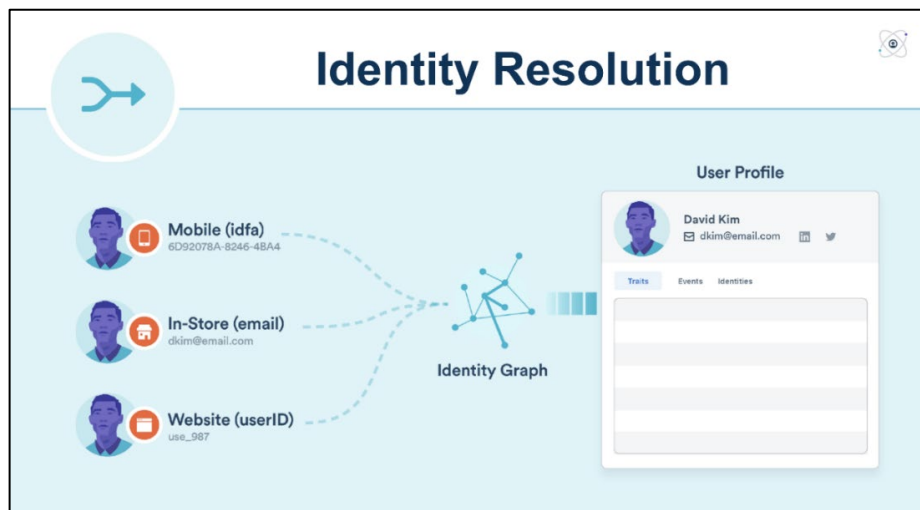 Identity Resolution
User Profile
David Kim
dkim@email.com
Traits
Events
Identities
Mobile (idfa)
6D92078A-8246-4BA4
In-Store (email)
dkim@email.com
Website (userID)
use_987
Identity Graph